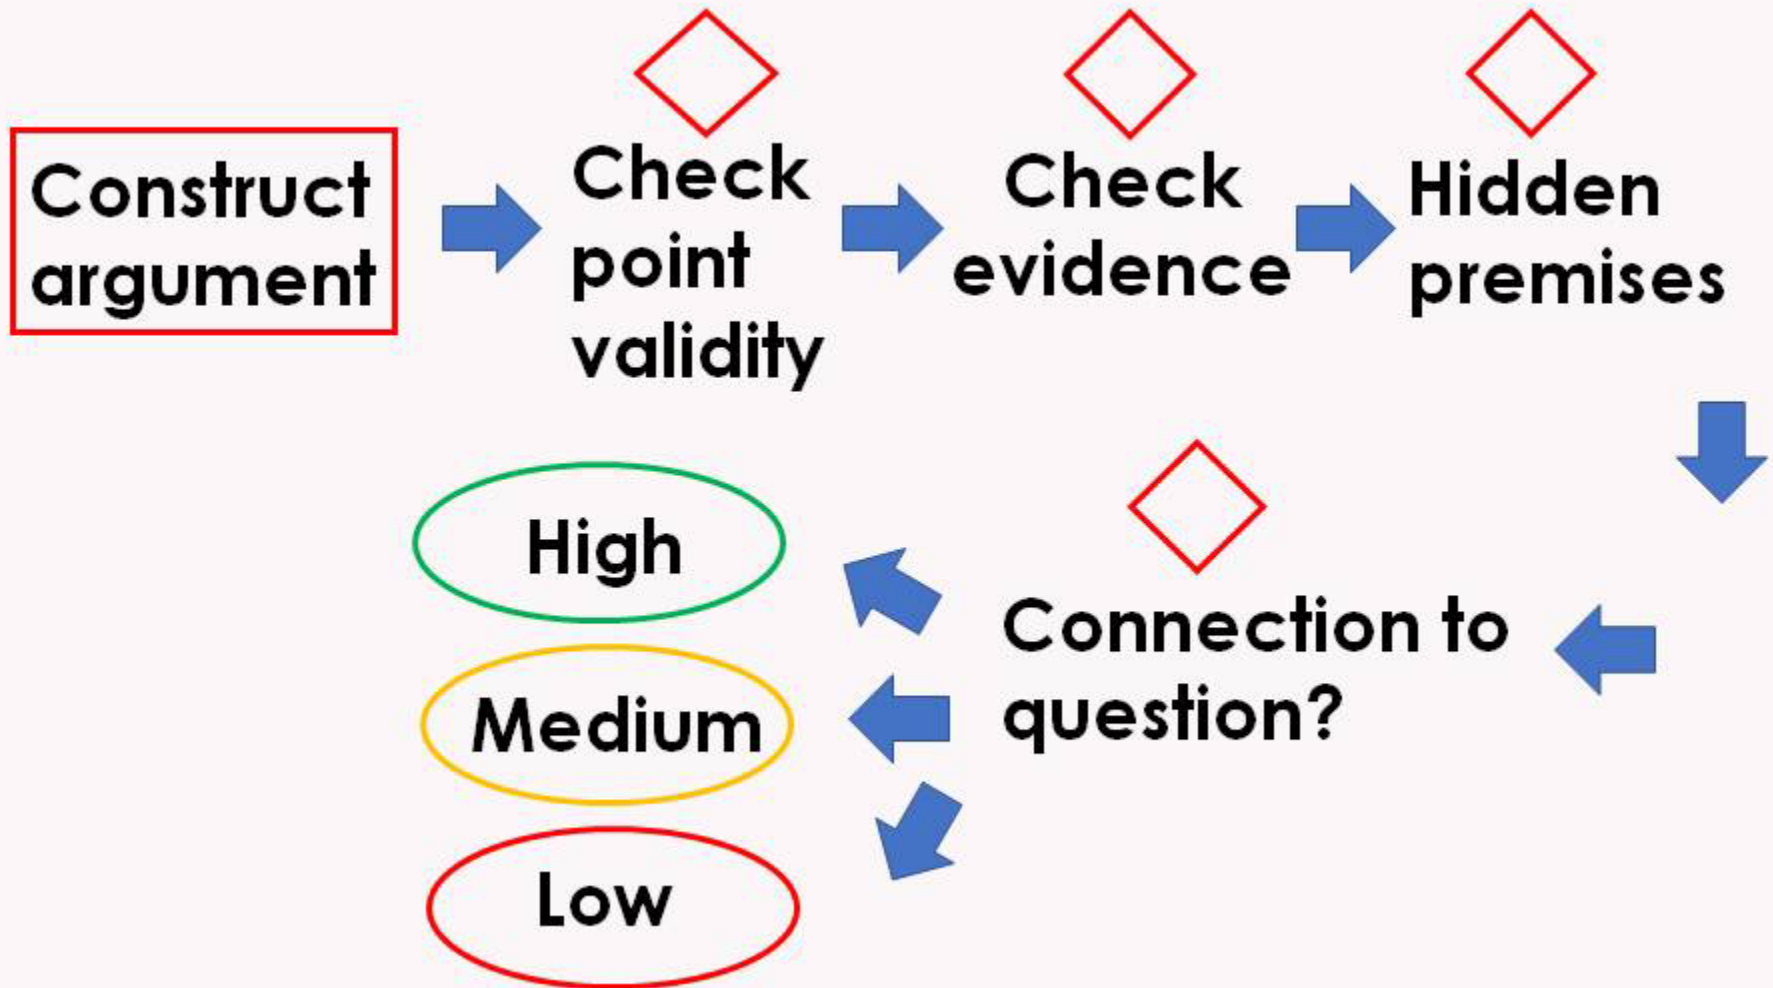 Construct
argument
Check
point
validity
Check
evidence
Hidden
premises
Connection to
question?
High
Medium
Low